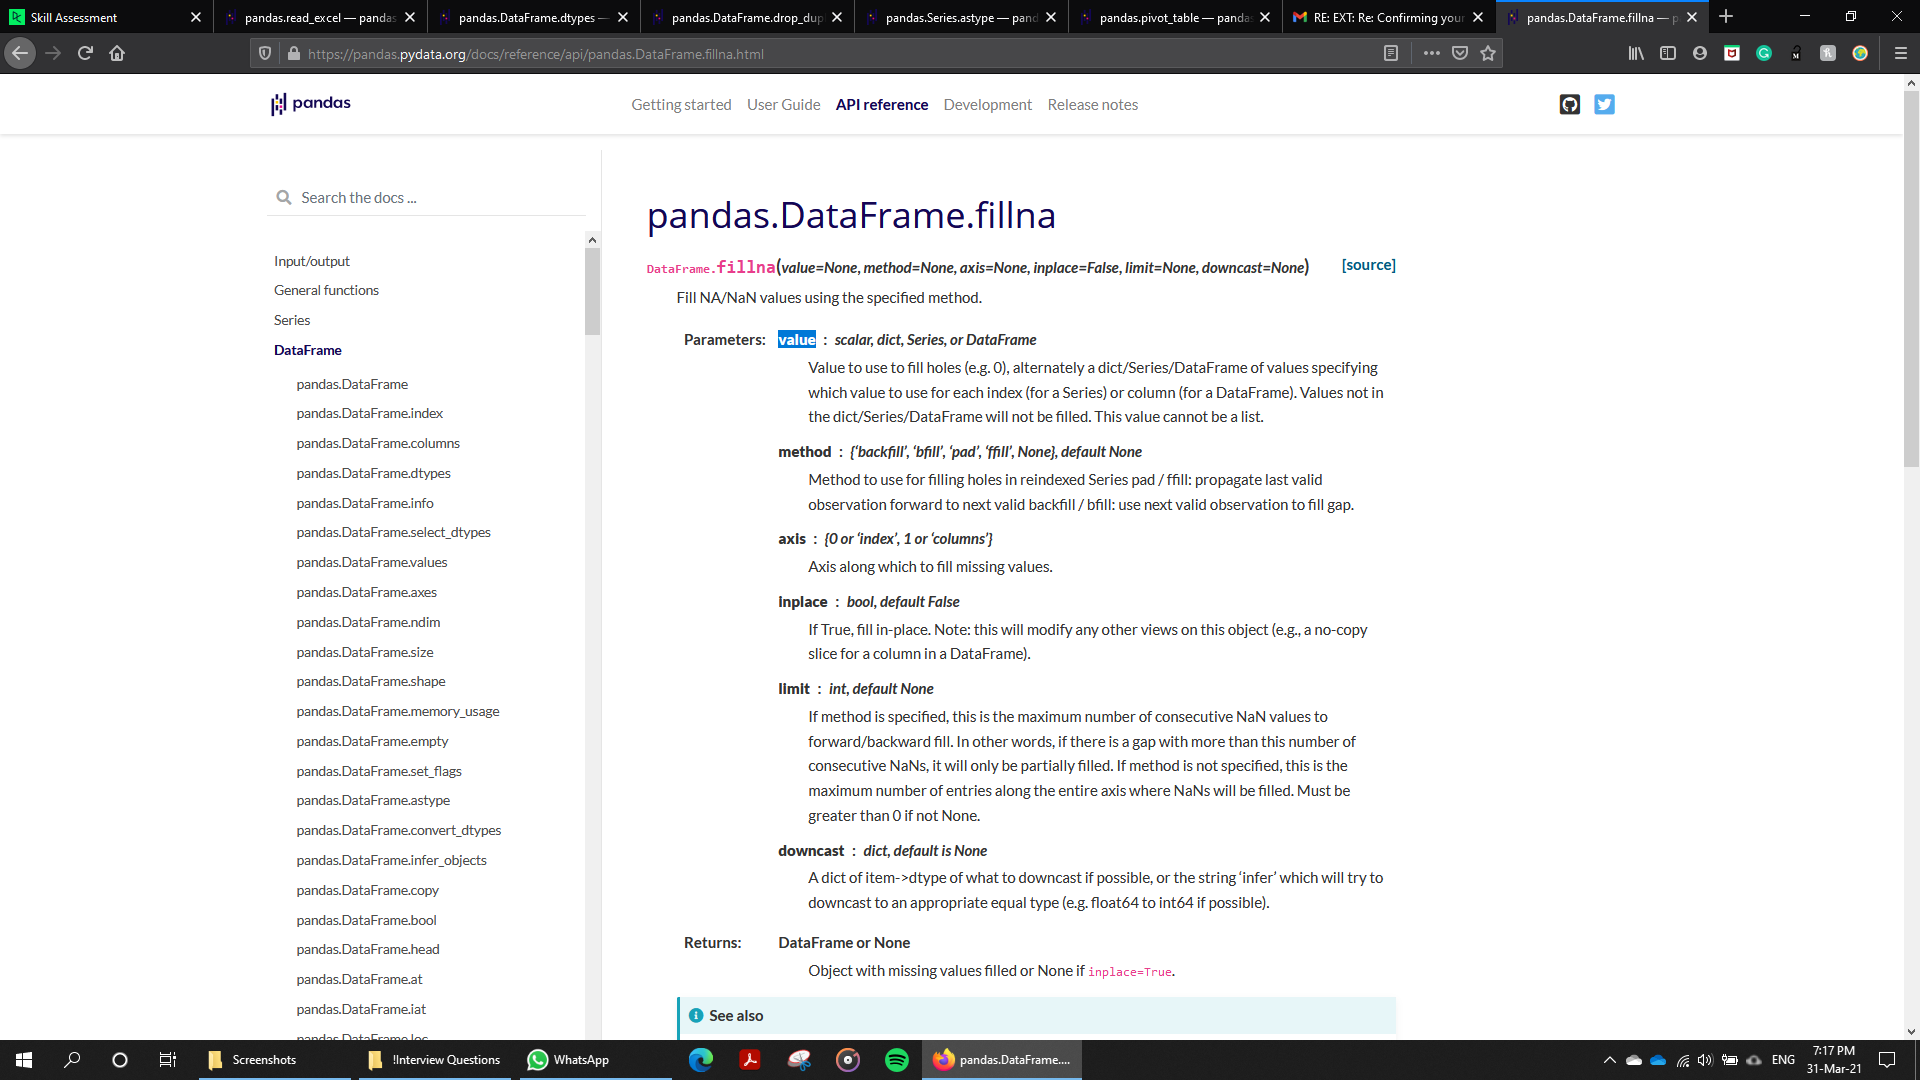 Skill Assessment
pandas.read_excel — pandas
pandas.DataFrame.dtypes —
pandas.DataFrame.drop_dup
pandas.Series.astype — pand
pandas.pivot_table — pandas
RE: EXT: Re: Confirming your
pandas.DataFrame.fillna — p
https://pandas.pydata.org/docs/reference/api/pandas.DataFrame.fillna.html
pandas
Getting started
User Guide
API reference
Development
Release notes
Search the docs ...
Input/output
General functions
Series
DataFrame
pandas.DataFrame
pandas.DataFrame.index
pandas.DataFrame.columns
pandas.DataFrame.dtypes
pandas.DataFrame.info
pandas.DataFrame.select_dtypes
pandas.DataFrame.values
pandas.DataFrame.axes
pandas.DataFrame.ndim
pandas.DataFrame.size
pandas.DataFrame.shape
pandas.DataFrame.memory_usage
pandas.DataFrame.empty
pandas.DataFrame.set_flags
pandas.DataFrame.astype
pandas.DataFrame.convert_dtypes
pandas.DataFrame.infer_objects
pandas.DataFrame.copy
pandas.DataFrame.bool
pandas.DataFrame.head
pandas.DataFrame.at
pandas.DataFrame.iat
pandas.DataFrame.loc
pandas.DataFrame.fillna
DataFrame.fillna(value=None, method=None, axis=None, inplace=False, limit=None, downcast=None) [source]
Fill NA/NaN values using the specified method.
Parameters: value : scalar, dict, Series, or DataFrame
Value to use to fill holes (e.g. 0), alternately a dict/Series/DataFrame of values specifying
which value to use for each index (for a Series) or column (for a DataFrame). Values not in
the dict/Series/DataFrame will not be filled. This value cannot be a list.
method : {‘backfill’, ‘bfill’, ‘pad’, ‘ffill’, None}, default None
Method to use for filling holes in reindexed Series pad / ffill: propagate last valid
observation forward to next valid backfill / bfill: use next valid observation to fill gap.
axis : {0 or ‘index’, 1 or ‘columns’}
Axis along which to fill missing values.
inplace : bool, default False
If True, fill in-place. Note: this will modify any other views on this object (e.g., a no-copy
slice for a column in a DataFrame).
limit : int, default None
If method is specified, this is the maximum number of consecutive NaN values to
forward/backward fill. In other words, if there is a gap with more than this number of
consecutive NaNs, it will only be partially filled. If method is not specified, this is the
maximum number of entries along the entire axis where NaNs will be filled. Must be
greater than 0 if not None.
downcast : dict, default is None
A dict of item->dtype of what to downcast if possible, or the string ‘infer’ which will try to
downcast to an appropriate equal type (e.g. float64 to int64 if possible).
Returns: DataFrame or None
Object with missing values filled or None if inplace=True.
See also
Screenshots
!Interview Questions
WhatsApp
pandas.DataFrame....
ENG
7:17 PM
31-Mar-21